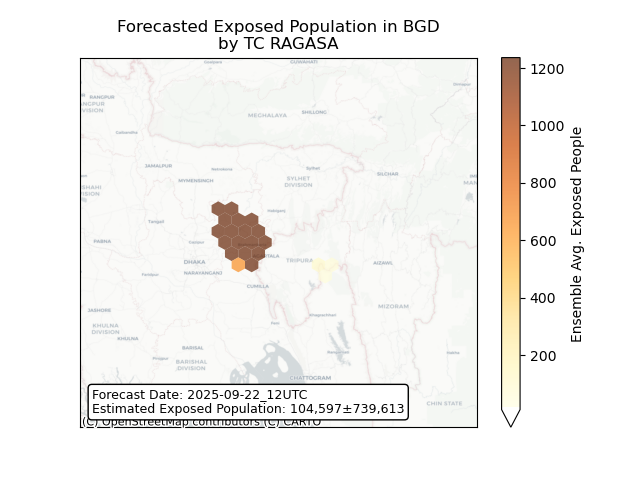 Forecasted Exposed Population in BGD
by TC RAGASA
GUWAHATI
RANGPUR
DIVISION
MEGHALAYA
SHILLONG
JAMALPUR
MYMENSINGH
SYLHET
DIVISION
SILCHAR
DHAKA
NARAYANGANJ
TRIPURA
AIZAWL
CUMILLA
MIZORAM
JASHORE
KHULNA
DIVISION
KHULNA
BARISAL
BARISHAL
DIVISION
CHATTOGRAM
CHIN STATE
Forecast Date: 2025-09-22_12UTC
Estimated Exposed Population: 104,597±739,613
(C) OpenStreetMap contributors (C) CARTO
1200
1000
800
600
400
200
Ensemble Avg. Exposed People